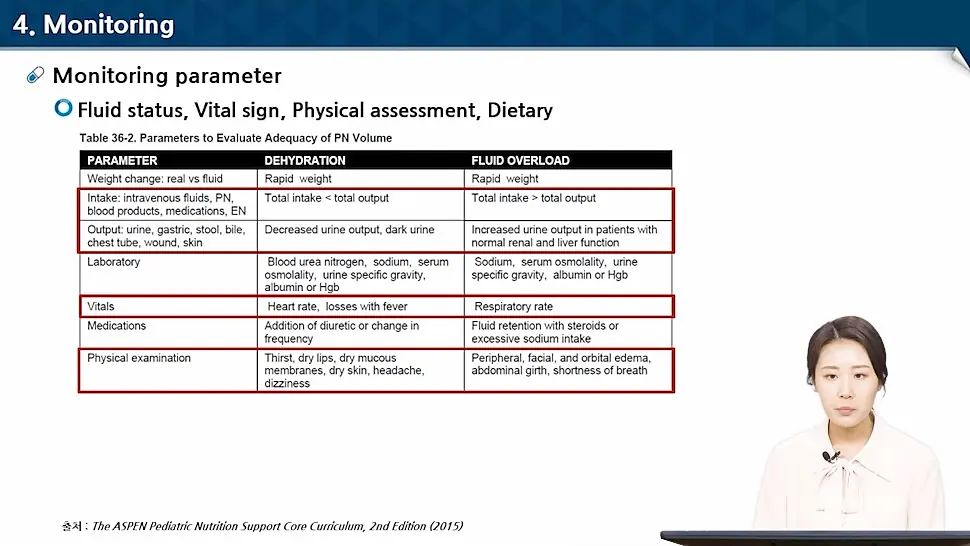 4. Monitoring
Monitoring parameter
Fluid status, Vital sign, Physical assessment, Dietary
Table 36-2. Parameters to Evaluate Adequacy of PN Volume
PARAMETER DEHYDRATION FLUID OVERLOAD
Weight change: real vs fluid Rapid weight Rapid weight
Intake: intravenous fluids, PN, Total intake < total output Total intake > total output
blood products, medications, EN
Output: urine, gastric, stool, bile, Decreased urine output, dark urine Increased urine output in patients with
chest tube, wound, skin normal renal and liver function
Laboratory Blood urea nitrogen, sodium, serum Sodium, serum osmolality, urine
osmolality, urine specific gravity, specific gravity, albumin or Hgb
albumin or Hgb
Vitals Heart rate, losses with fever Respiratory rate
Medications Addition of diuretic or change in Fluid retention with steroids or
frequency excessive sodium intake
Physical examination Thirst, dry lips, dry mucous Peripheral, facial, and orbital edema,
membranes, dry skin, headache, abdominal girth, shortness of breath
dizziness
출처 : The ASPEN Pediatric Nutrition Support Core Curriculum, 2nd Edition (2015)